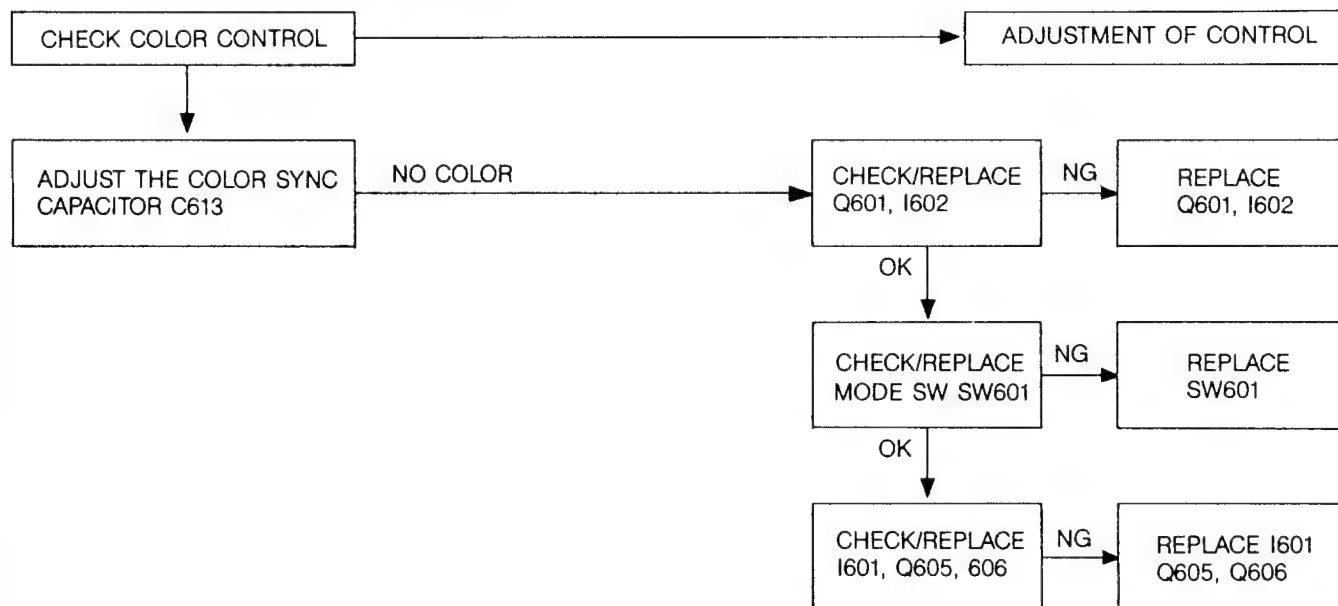 CHECK COLOR CONTROL
ADJUSTMENT OF CONTROL
ADJUST THE COLOR SYNC
CAPACITOR C613
NO COLOR
CHECK/REPLACE
Q601, I602
NG
REPLACE
Q601, I602
OK
CHECK/REPLACE
MODE SW SW601
NG
REPLACE
SW601
OK
CHECK/REPLACE
I601, Q605, 606
NG
REPLACE I601
Q605, Q606